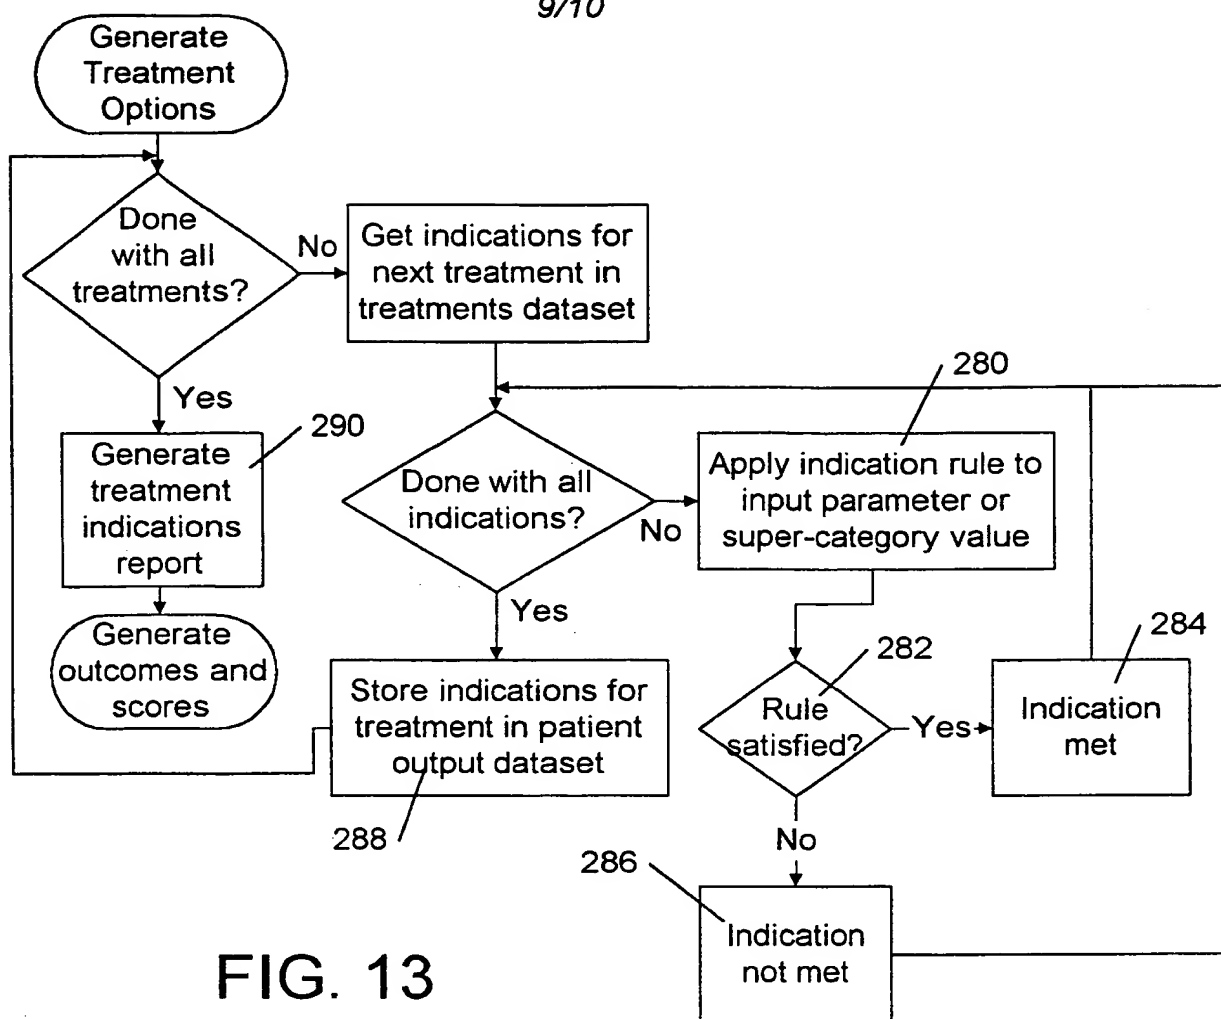 9/10
Generate
Treatment
Options
Done
with all
treatments?
No
Get indications for
next treatment in
treatments dataset
Yes
290
Generate
treatment
indications
report
Generate
outcomes and
scores
Done with all
indications?
No
280
Apply indication rule to
input parameter or
super-category value
Yes
Store indications for
treatment in patient
output dataset
288
282
Rule
satisfied?
Yes
284
Indication
met
No
286
Indication
not met
FIG. 13